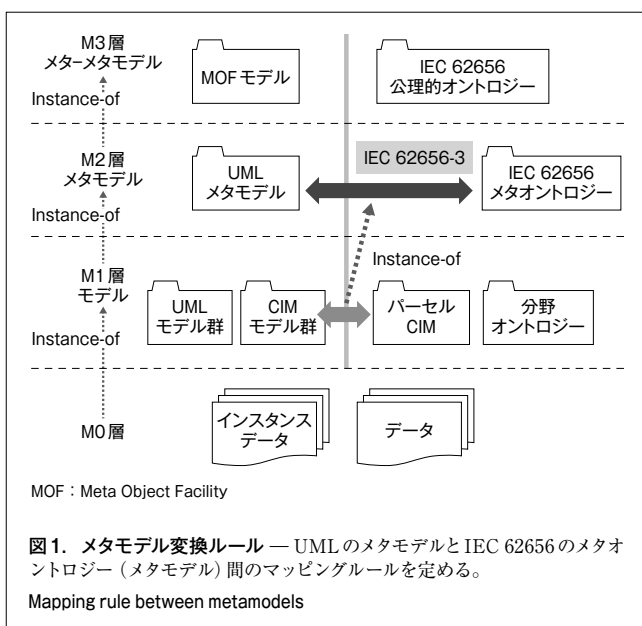 M3層
メターメタモデル
MOFモデル
IEC 62656
公理的オントロジー
Instance-of
M2層
メタモデル
UML
メタモデル
IEC 62656-3
IEC 62656
メタオントロジー
Instance-of
Instance-of
M1層
モデル
UML
モデル群
CIM
モデル群
パーセル
CIM
分野
オントロジー
Instance-of
M0層
インスタンス
データ
データ
MOF：Meta Object Facility
図1. メタモデル変換ルール ― UMLのメタモデルとIEC 62656のメタオ
ントロジー（メタモデル）間のマッピングルールを定める。
Mapping rule between metamodels